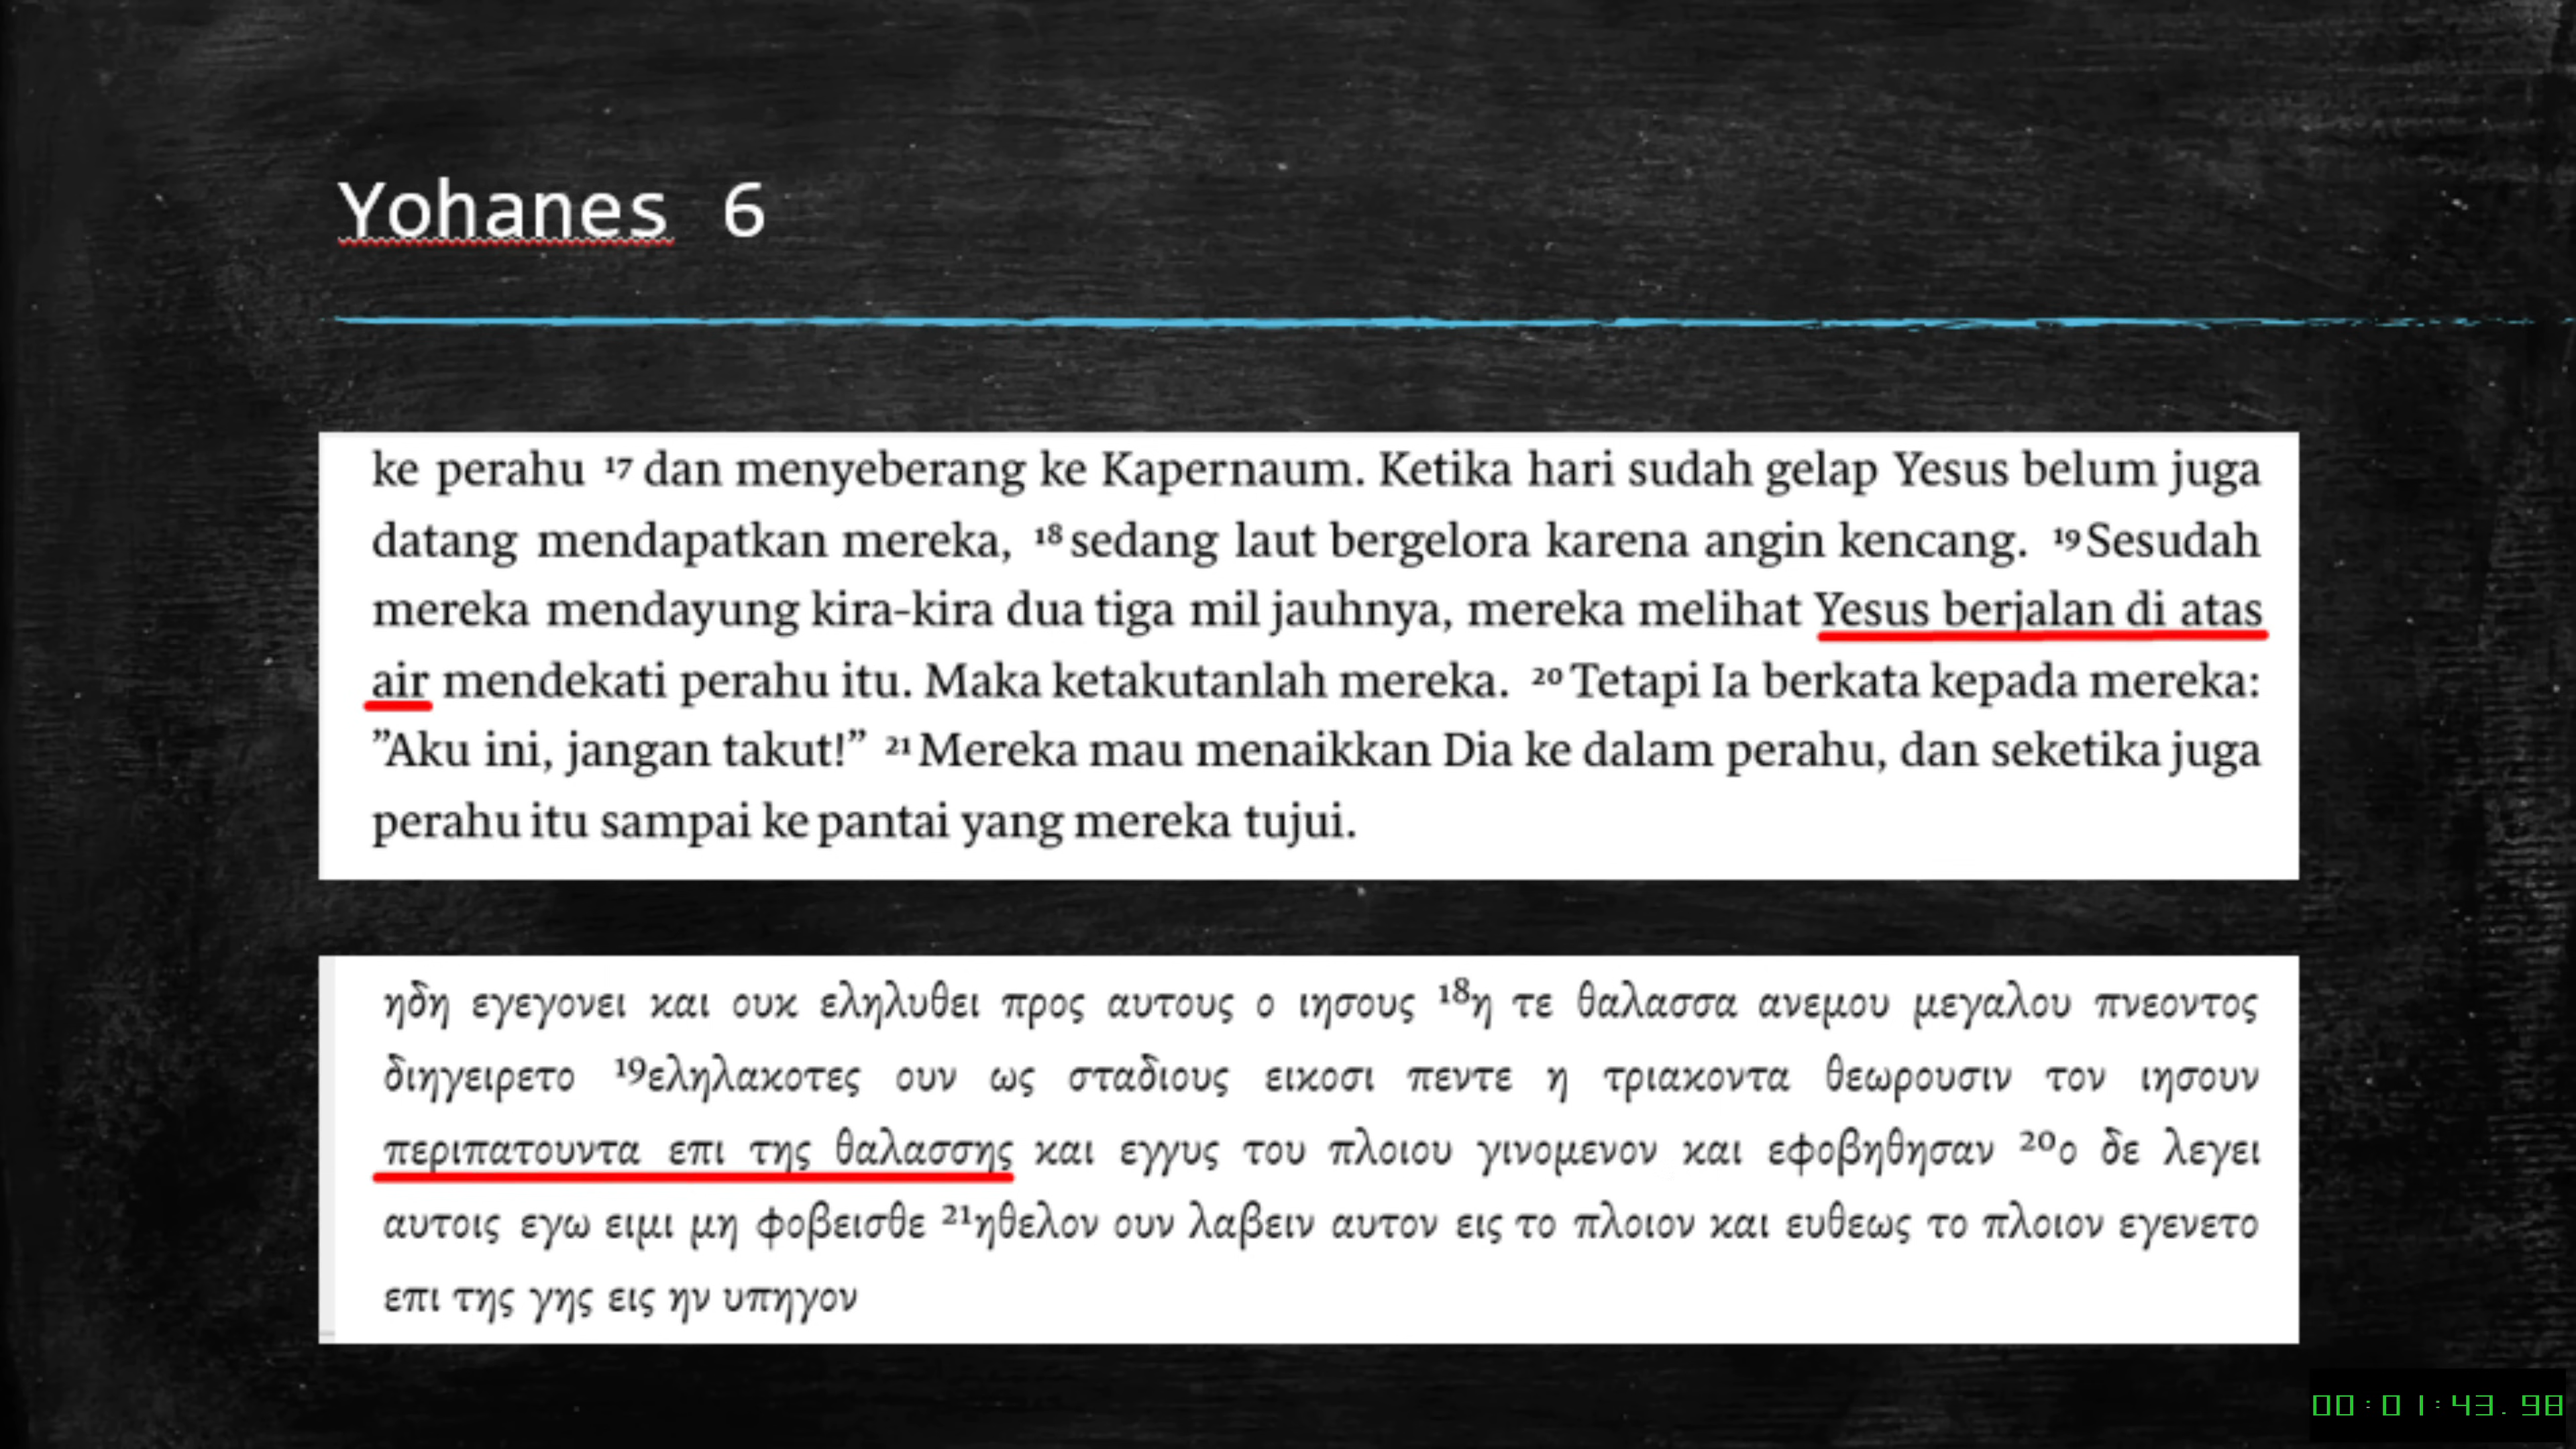 Yohanes 6
ke perahu ¹⁷ dan menyeberang ke Kapernaum. Ketika hari sudah gelap Yesus belum juga
datang mendapatkan mereka, ¹⁸ sedang laut bergelora karena angin kencang. ¹⁹ Sesudah
mereka mendayung kira-kira dua tiga mil jauhnya, mereka melihat Yesus berjalan di atas
air mendekati perahu itu. Maka ketakutanlah mereka. ²⁰ Tetapi Ia berkata kepada mereka:
”Aku ini, jangan takut!” ²¹ Mereka mau menaikkan Dia ke dalam perahu, dan seketika juga
perahu itu sampai ke pantai yang mereka tujui.
ηδη εγεγονει και ουκ εληλυθει προς αυτους ο ιησους ¹⁸η τε θαλασσα ανεμου μεγαλου πνεοντος
διηγειρετο ¹⁹εληλακοτες ουν ως σταδιους εικοσι πεντε η τριακοντα θεωρουσιν τον ιησουν
περιπατουντα επι της θαλασσης και εγγυς του πλοιου γινομενον και εφοβηθησαν ²⁰ο δε λεγει
αυτοις εγω ειμι μη φοβεισθε ²¹ηθελον ουν λαβειν αυτον εις το πλοιον και ευθεως το πλοιον εγενετο
επι της γης εις ην υπηγον
00:01:43.98